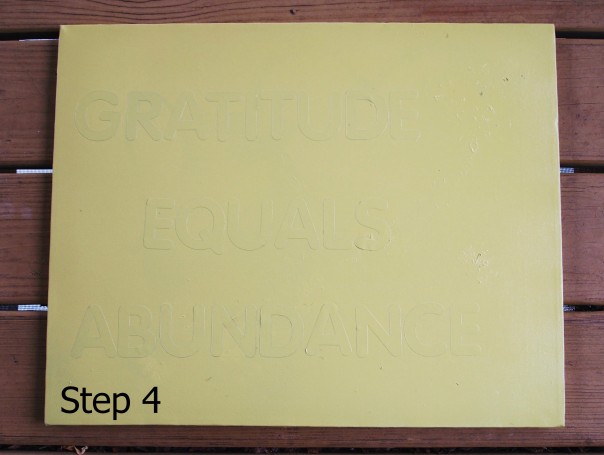 GRATITUDE
EQUALS
ABUNDANCE
Step 4